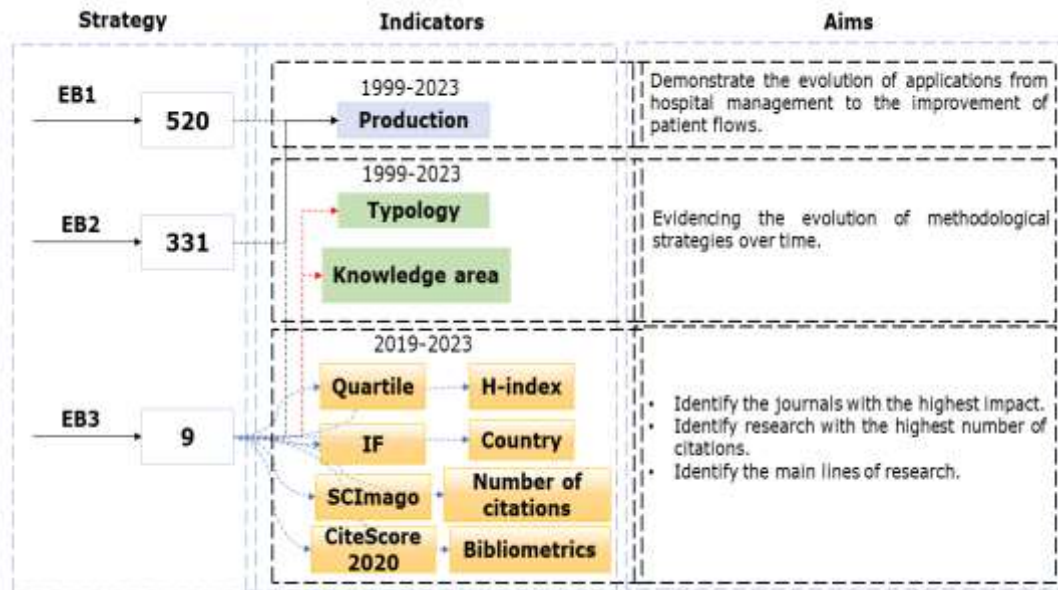 Strategy
Indicators
Aims
EB1
520
1999-2023
Production
Demonstrate the evolution of applications from
hospital management to the improvement of
patient flows.
EB2
331
1999-2023
Typology
Knowledge area
Evidencing the evolution of methodological
strategies over time.
EB3
9
2019-2023
Quartile
H-index
IF
Country
SCImago
Number of
citations
CiteScore
2020
Bibliometrics
• Identify the journals with the highest impact.
• Identify research with the highest number of
citations.
• Identify the main lines of research.